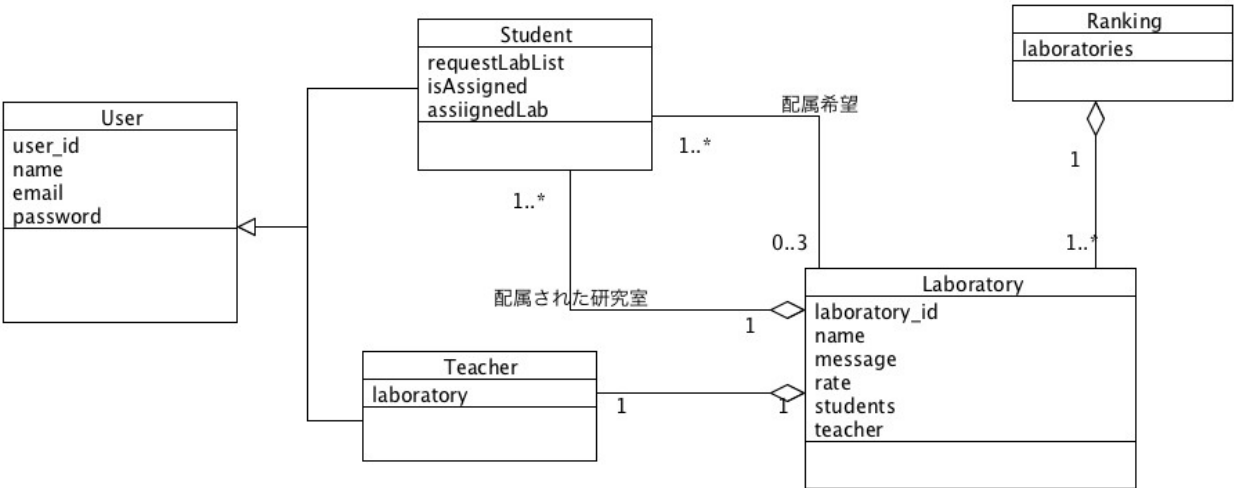 Ranking
laboratories
Student
requestLabList
isAssigned
assiignedLab
配属希望
User
user_id
name
email
password
1..*
1
1..*
0..3
1..*
配属された研究室
1
Laboratory
laboratory_id
name
message
rate
students
teacher
Teacher
laboratory
1
1